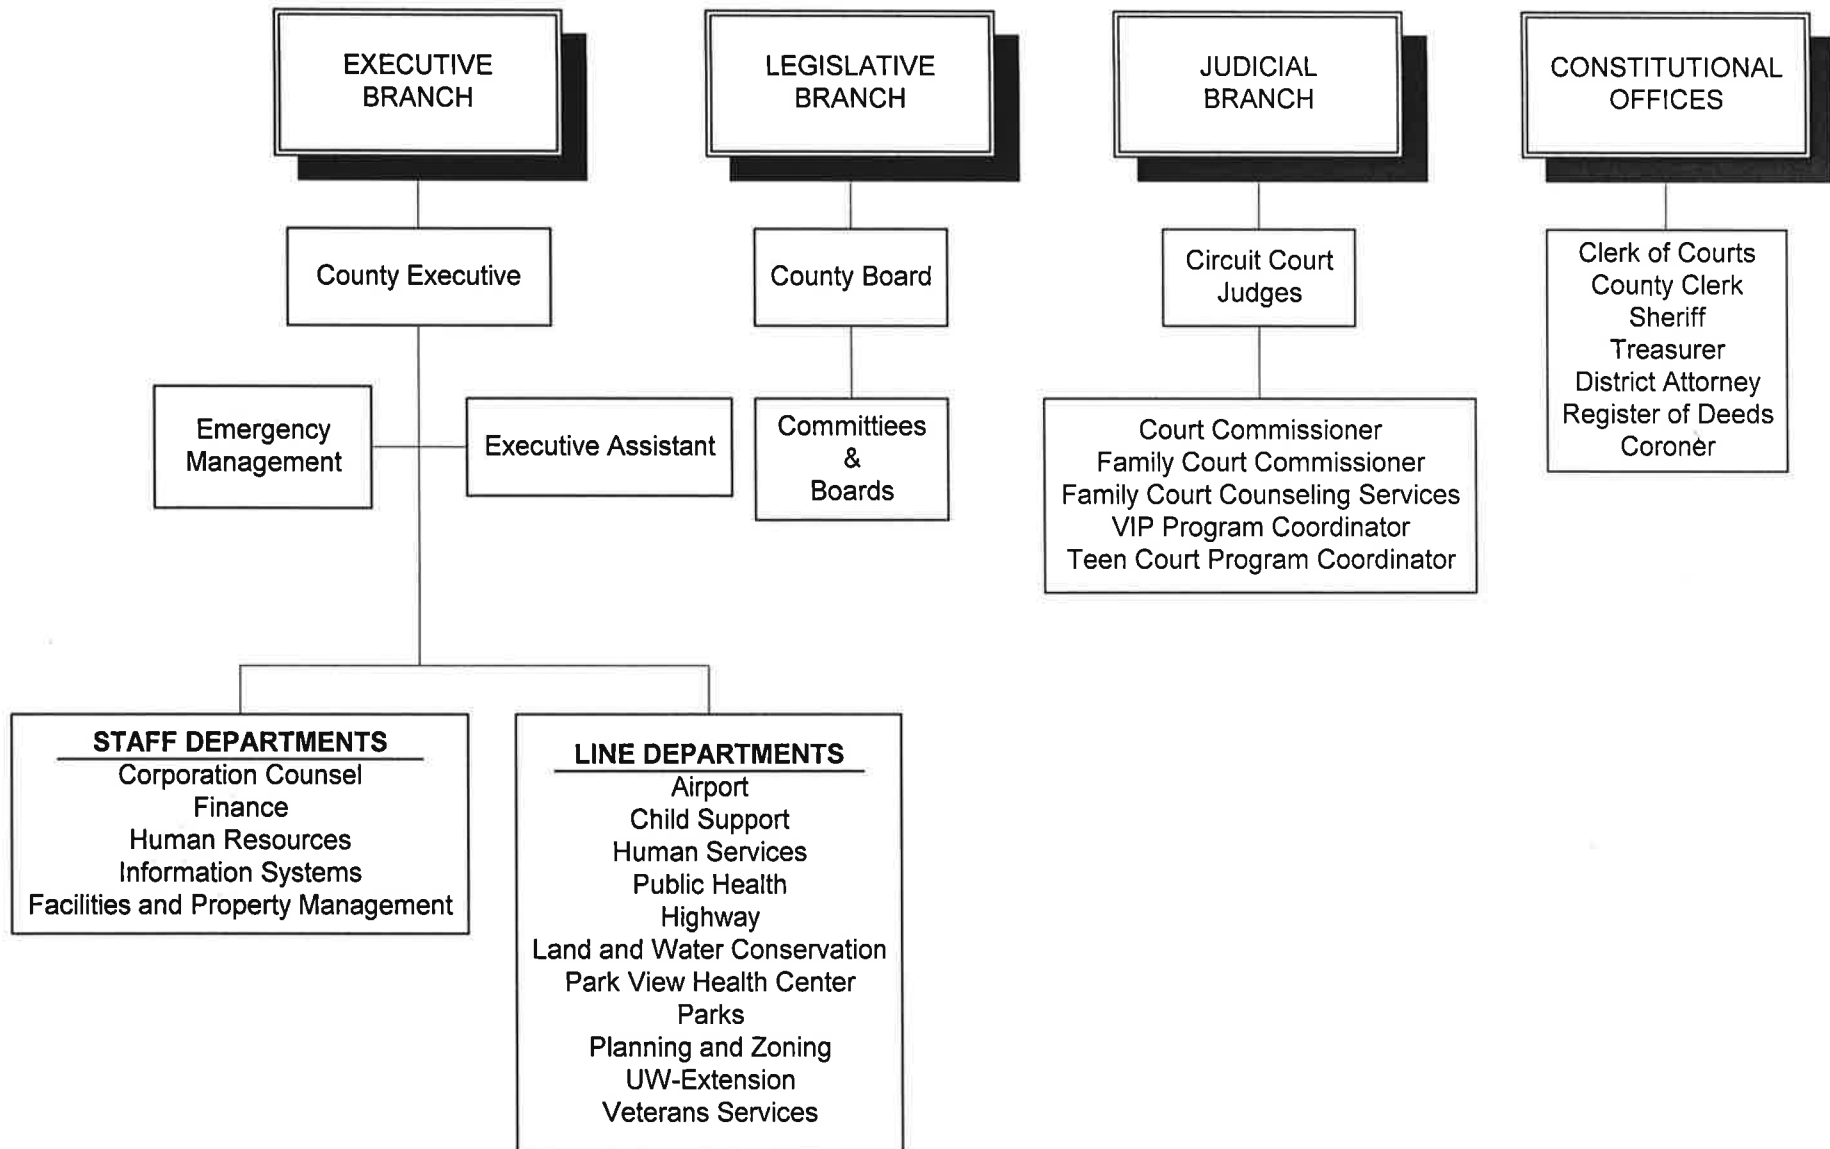 EXECUTIVE
BRANCH
LEGISLATIVE
BRANCH
JUDICIAL
BRANCH
CONSTITUTIONAL
OFFICES
County Executive
County Board
Circuit Court
Judges
Clerk of Courts
County Clerk
Sheriff
Treasurer
District Attorney
Register of Deeds
Coroner
Emergency
Management
Executive Assistant
Committiees
&
Boards
Court Commissioner
Family Court Commissioner
Family Court Counseling Services
VIP Program Coordinator
Teen Court Program Coordinator
STAFF DEPARTMENTS
Corporation Counsel
Finance
Human Resources
Information Systems
Facilities and Property Management
LINE DEPARTMENTS
Airport
Child Support
Human Services
Public Health
Highway
Land and Water Conservation
Park View Health Center
Parks
Planning and Zoning
UW-Extension
Veterans Services